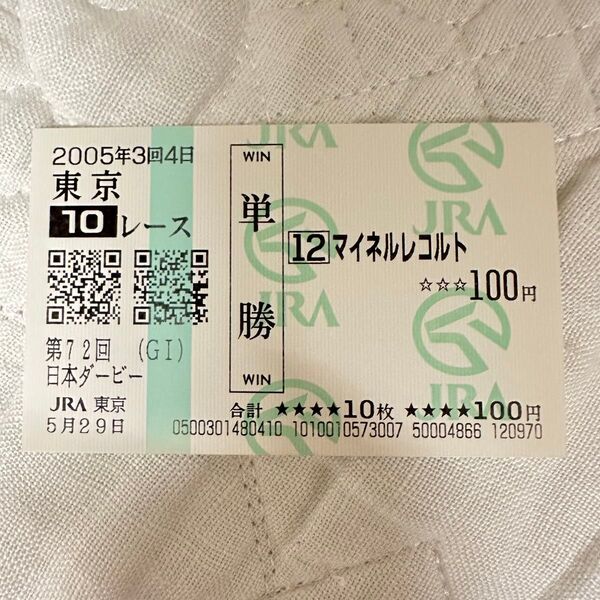 2005年3回4日
東京
10レース
第72回 (GI)
日本ダービー
JRA 東京
5月29日
WIN
単勝
WIN
12 マイネルレコルト
☆☆☆100円
合計 ★★★★10枚 ★★★★100円
0500301480410 1010010573007 50004866 120970
JRA
JRA
JRA
JRA